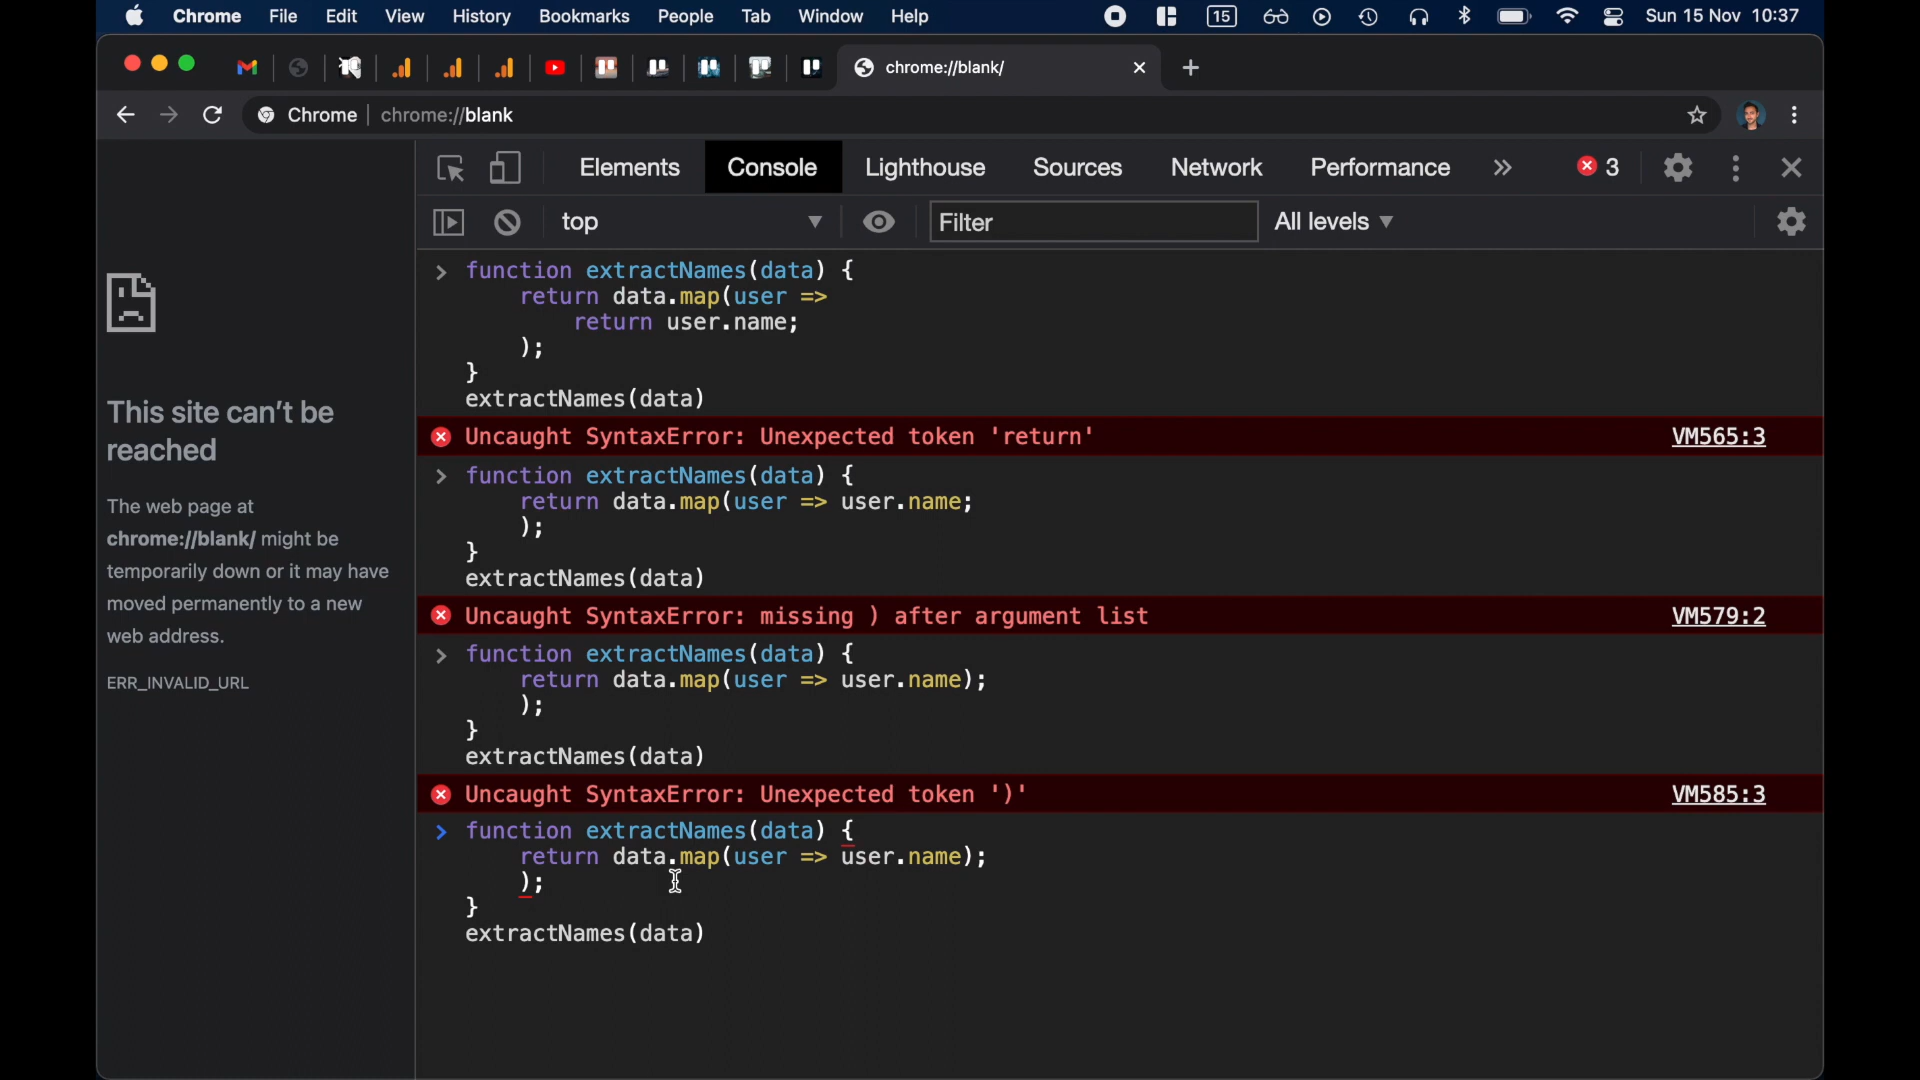 Chrome File Edit View History Bookmarks People Tab Window Help 15 Sun 15 Nov 10:37
chrome://blank/
Chrome | chrome://blank
Elements Console Lighthouse Sources Network Performance » 3
top Filter All levels
This site can't be
reached
The web page at
chrome://blank/ might be
temporarily down or it may have
moved permanently to a new
web address.
ERR_INVALID_URL
> function extractNames(data) {
return data.map(user =>
return user.name;
);
}
extractNames(data)
Uncaught SyntaxError: Unexpected token 'return' VM565:3
> function extractNames(data) {
return data.map(user => user.name;
);
}
extractNames(data)
Uncaught SyntaxError: missing ) after argument list VM579:2
> function extractNames(data) {
return data.map(user => user.name);
);
}
extractNames(data)
Uncaught SyntaxError: Unexpected token ')' VM585:3
> function extractNames(data) {
return data.map(user => user.name);
);
}
extractNames(data)